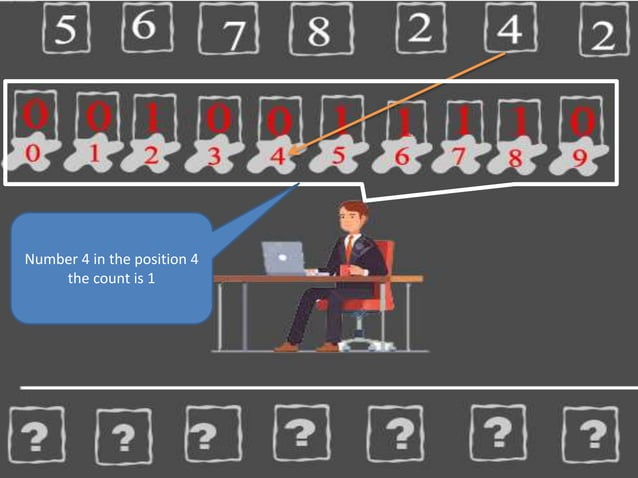 5 6 7 8 2 4 2
0 0 1 0 0 1 1 1 1 0
0 1 2 3 4 5 6 7 8 9
Number 4 in the position 4
the count is 1
? ? ? ? ? ? ?